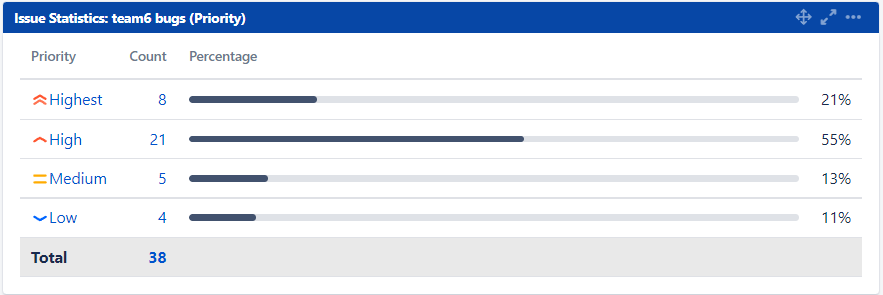 Issue Statistics: team6 bugs (Priority)
Priority Count Percentage
Highest 8 21%
High 21 55%
Medium 5 13%
Low 4 11%
Total 38